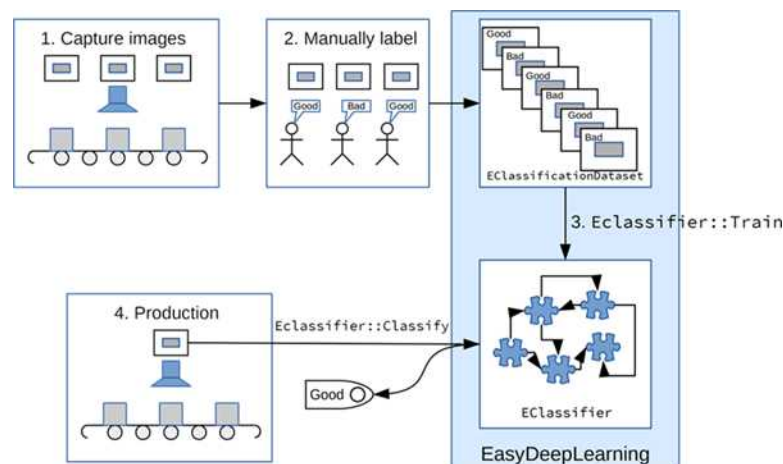 1. Capture images
2. Manually label
Good
Bad
Good
Good
Bad
Good
Bad
Good
Bad
EClassificationDataset
3. Eclassifier::Train
4. Production
Eclassifier::Classify
Good
EClassifier
EasyDeepLearning